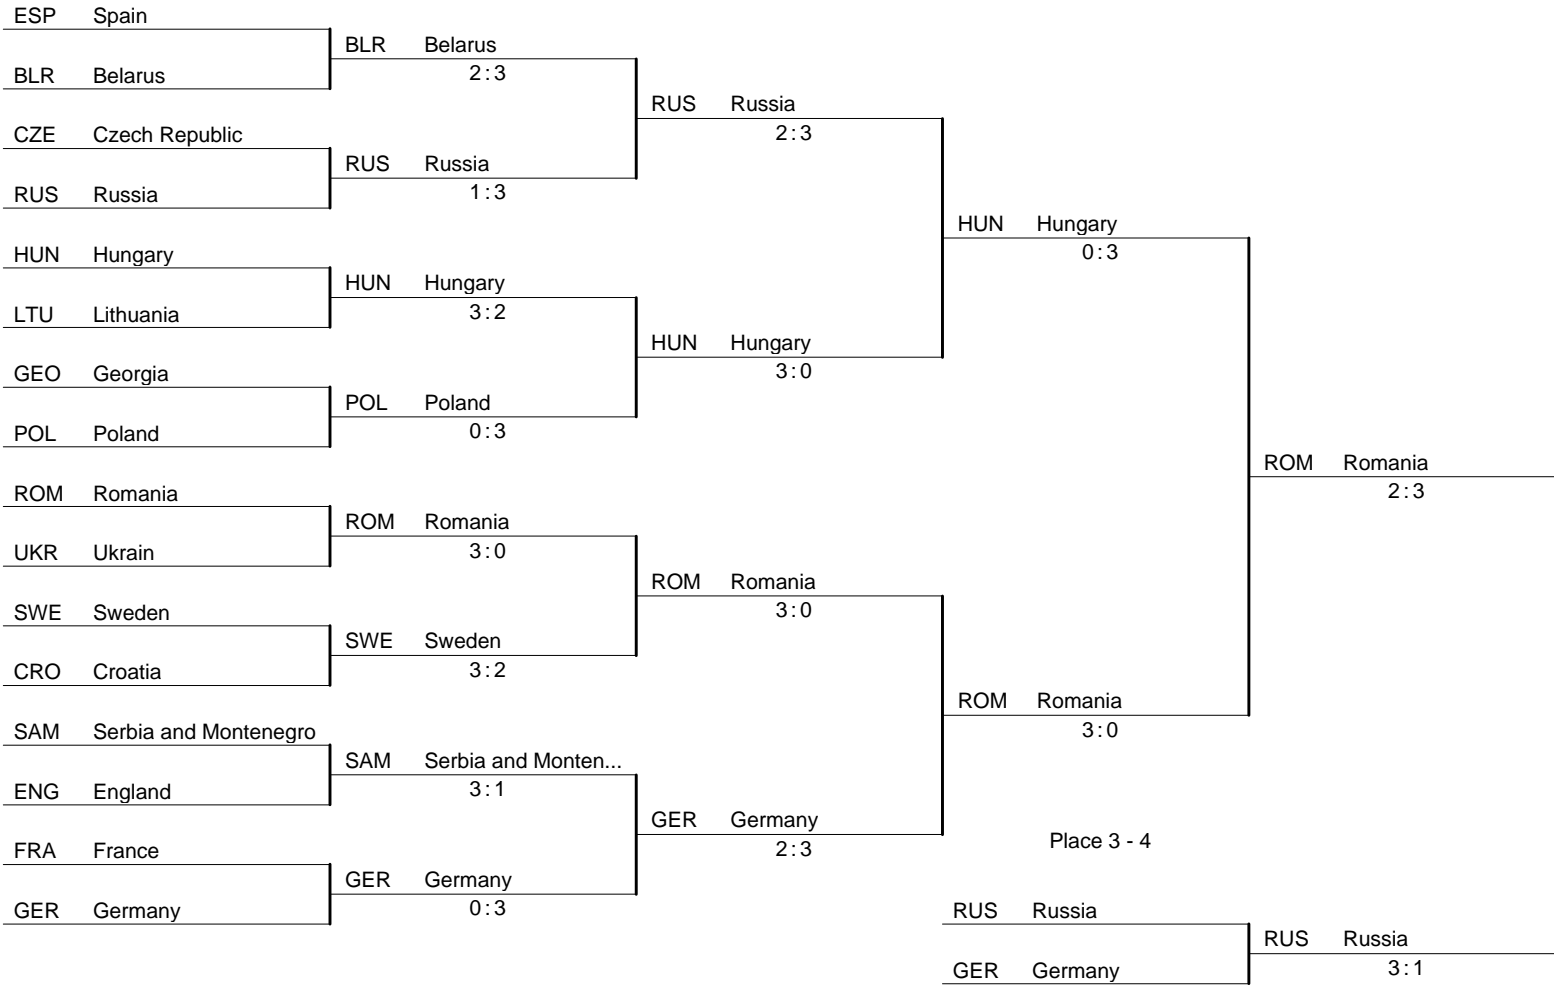 ESP Spain
BLR Belarus
2:3
BLR Belarus
CZE Czech Republic
RUS Russia
1:3
RUS Russia
RUS Russia
2:3
HUN Hungary
HUN Hungary
3:2
LTU Lithuania
GEO Georgia
POL Poland
0:3
POL Poland
HUN Hungary
3:0
HUN Hungary
0:3
ROM Romania
ROM Romania
3:0
UKR Ukrain
SWE Sweden
SWE Sweden
3:2
CRO Croatia
ROM Romania
3:0
SAM Serbia and Montenegro
SAM Serbia and Monten...
3:1
ENG England
FRA France
GER Germany
0:3
GER Germany
GER Germany
2:3
ROM Romania
3:0
ROM Romania
2:3
Place 3 - 4
RUS Russia
RUS Russia
3:1
GER Germany